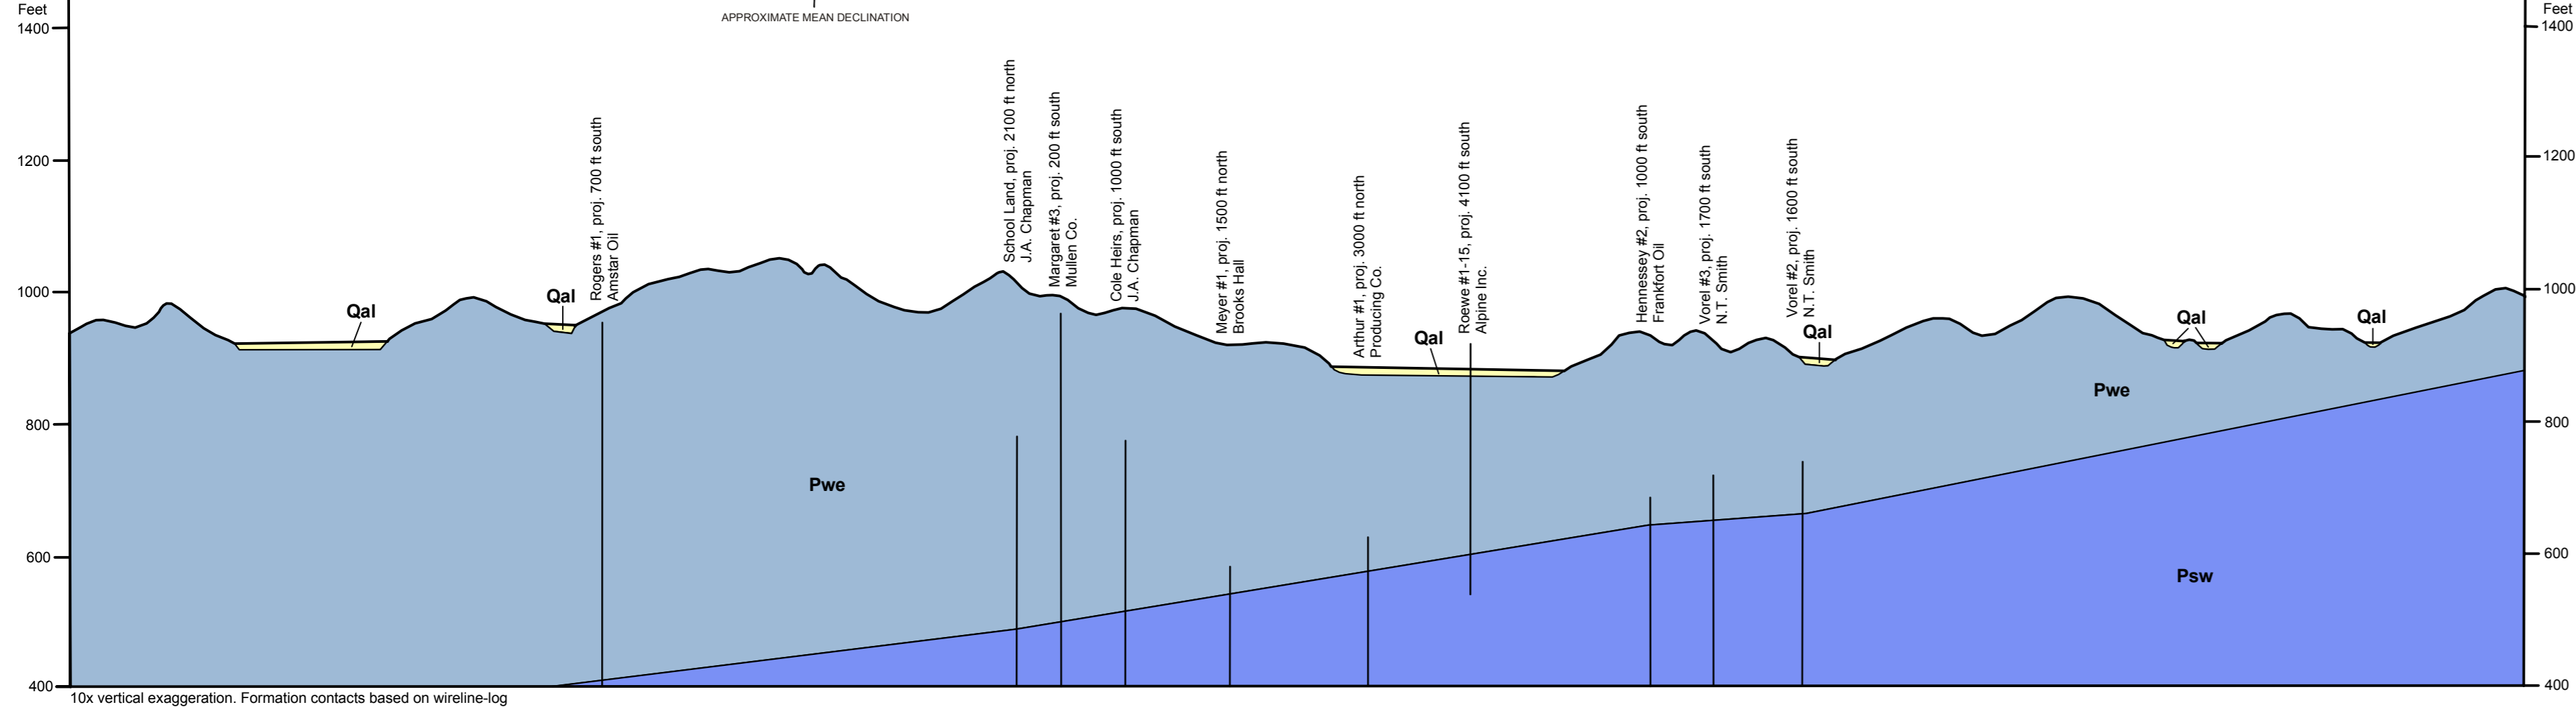 Feet
1400
1200
1000
800
600
400
APPROXIMATE MEAN DECLINATION
Qal
Qal
Rogers #1, proj. 700 ft south
Amstar Oil
School Land, proj. 2100 ft north
J.A. Chapman
Margaret #3, proj. 200 ft south
Mullen Co.
Cole Heirs, proj. 1000 ft south
J.A. Chapman
Meyer #1, proj. 1500 ft north
Brooks Hall
Arthur #1, proj. 3000 ft north
Producing Co.
Qal
Roewe #1-15, proj. 4100 ft south
Alpine Inc.
Hennessey #2, proj. 1000 ft south
Frankfort Oil
Vorel #3, proj. 1700 ft south
N.T. Smith
Vorel #2, proj. 1600 ft south
N.T. Smith
Qal
Qal
Qal
Pwe
Pwe
Psw
Feet
1400
1200
1000
800
600
400
10x vertical exaggeration. Formation contacts based on wireline-log